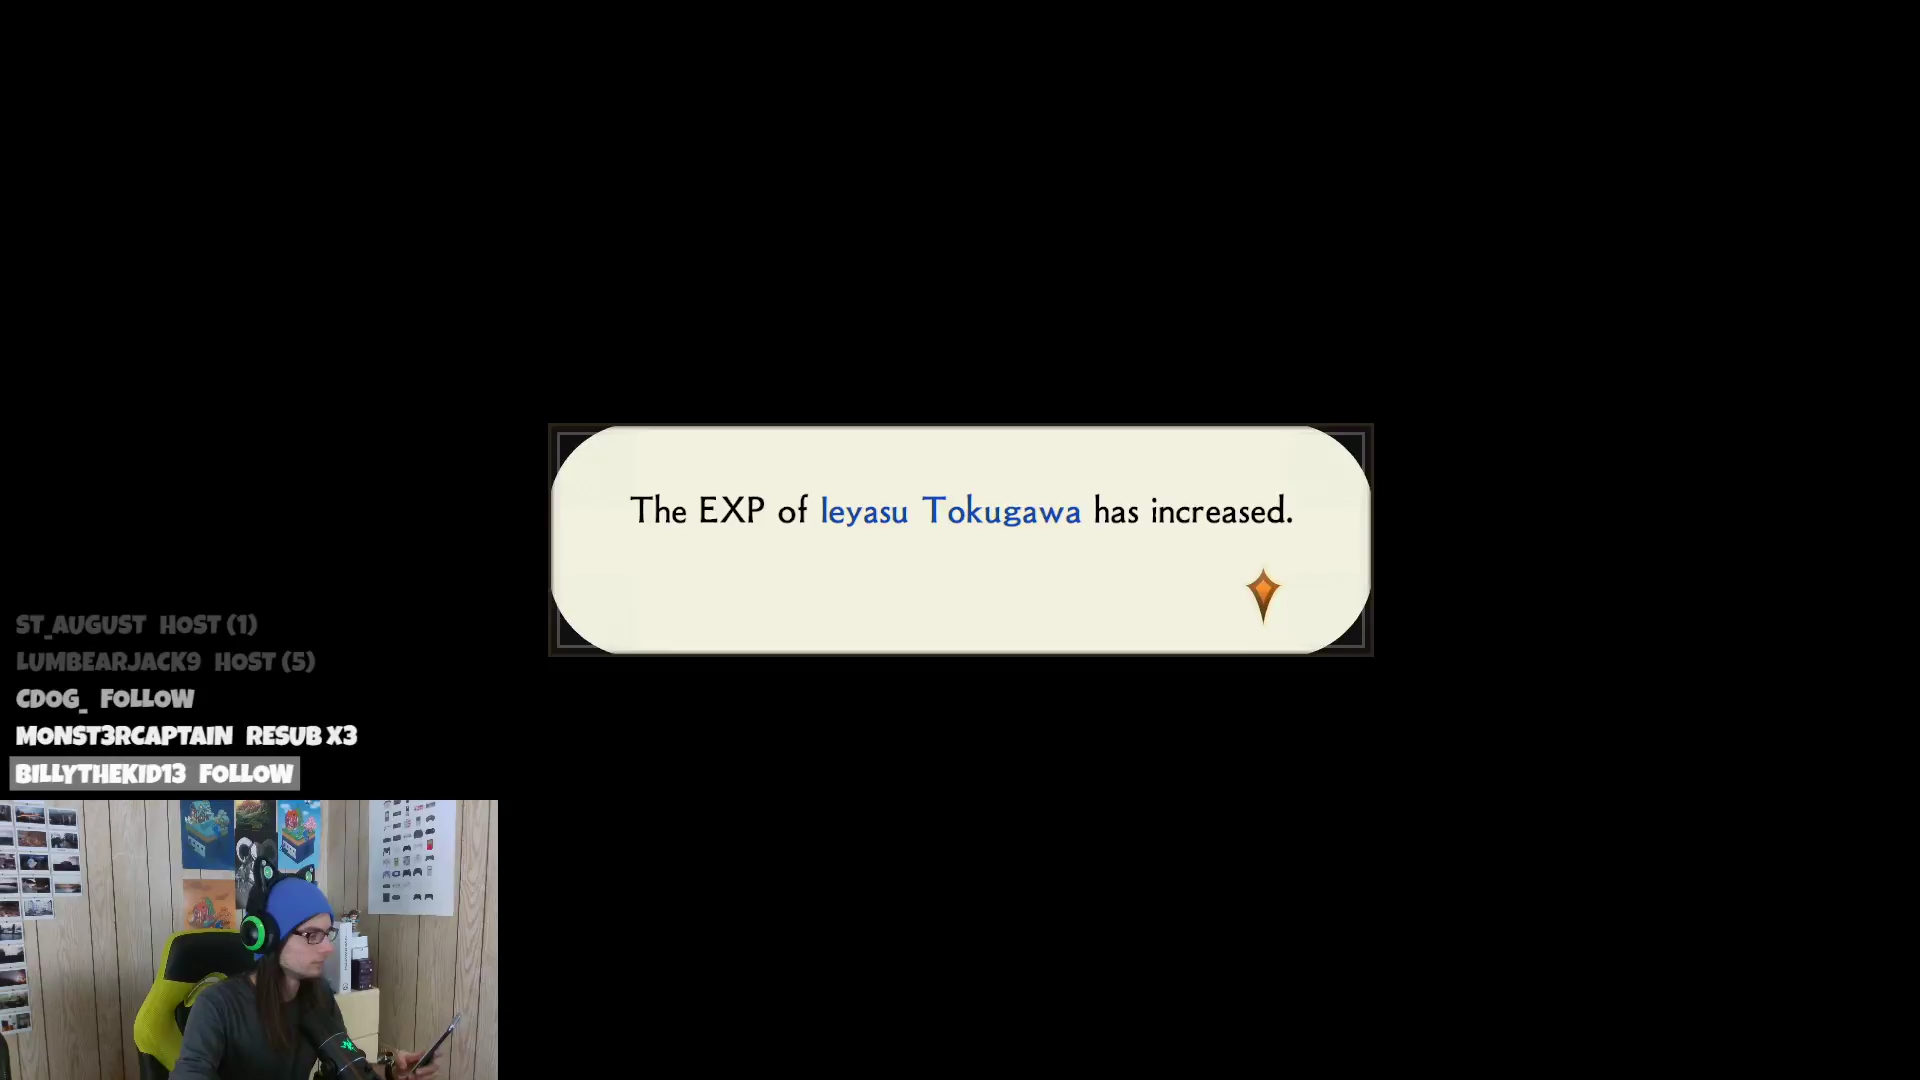 The EXP of Ieyasu Tokugawa has increased.
ST_AUGUST HOST (1)
LUMBEARJACK9 HOST (5)
CDOG_ FOLLOW
MONST3RCAPTAIN RESUB X3
BILLYTHEKID13 FOLLOW